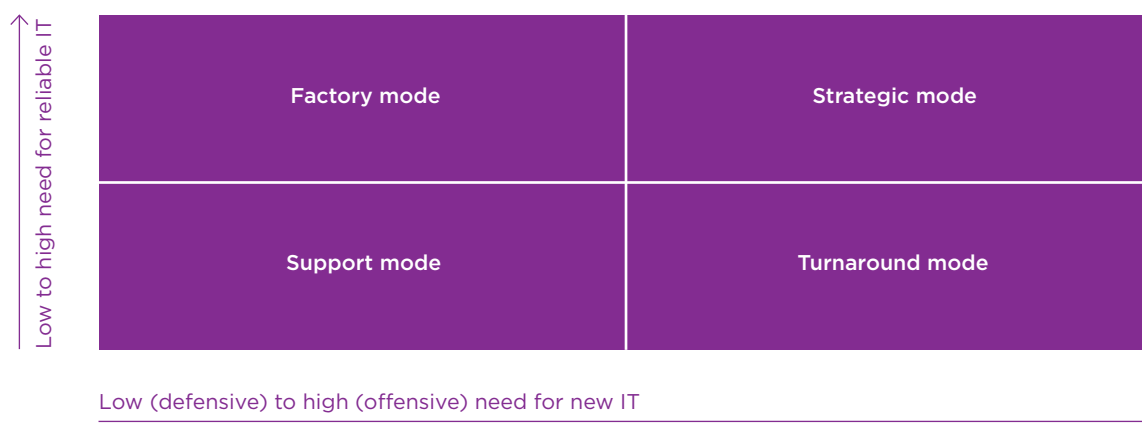 Low to high need for reliable IT
Factory mode
Strategic mode
Support mode
Turnaround mode
Low (defensive) to high (offensive) need for new IT